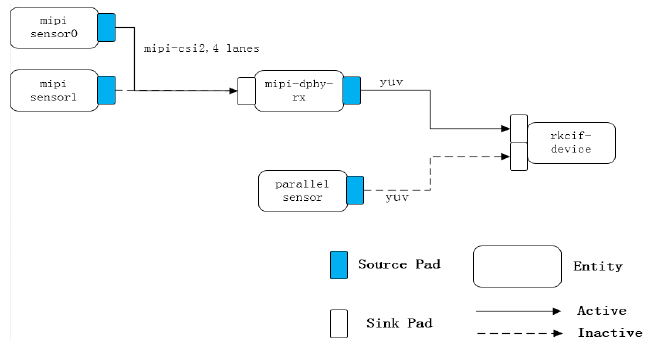 mipi
sensor0
mipi-csi2,4 lanes
mipi
sensor1
mipi-dphy-
rx
yuv
rkcif-
device
parallel
sensor
yuv
Source Pad
Entity
Sink Pad
Active
Inactive